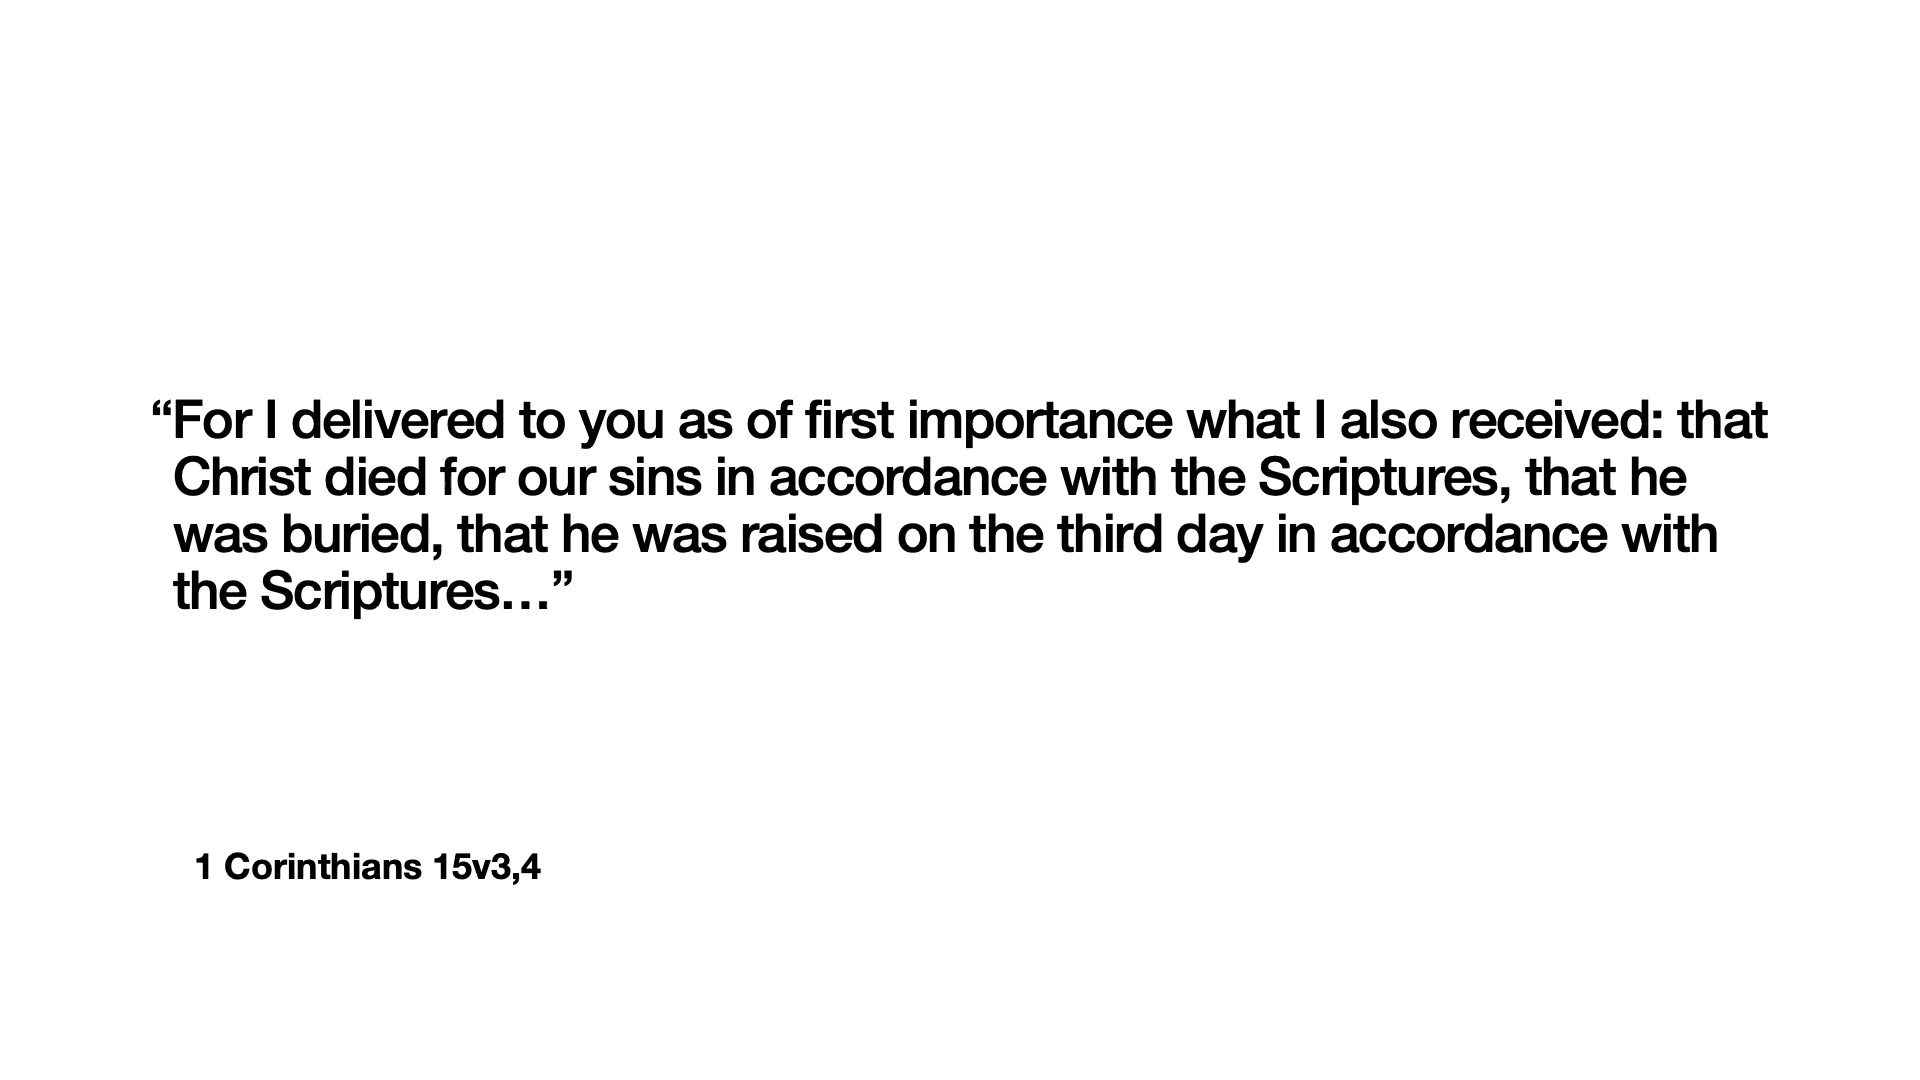 “For I delivered to you as of first importance what I also received: that
Christ died for our sins in accordance with the Scriptures, that he
was buried, that he was raised on the third day in accordance with
the Scriptures…”
1 Corinthians 15v3,4